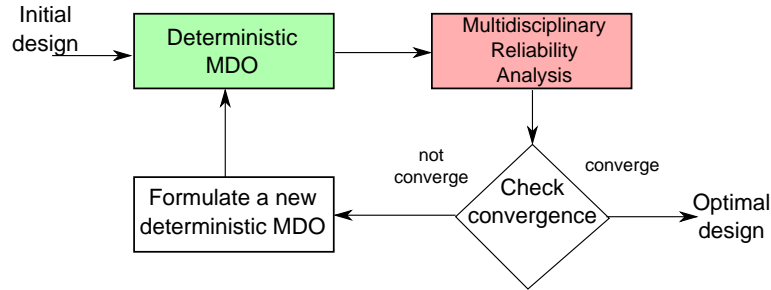 Initial
design
Deterministic
MDO
Multidisciplinary
Reliability
Analysis
not
converge
converge
Check
convergence
Formulate a new
deterministic MDO
Optimal
design